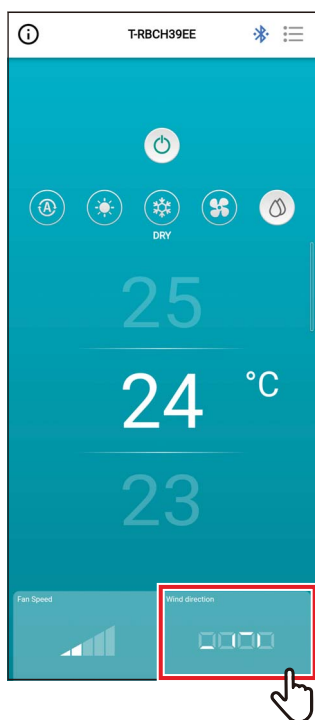 T-RBCH39EE
DRY
25
24 °C
23
Fan Speed
Wind direction